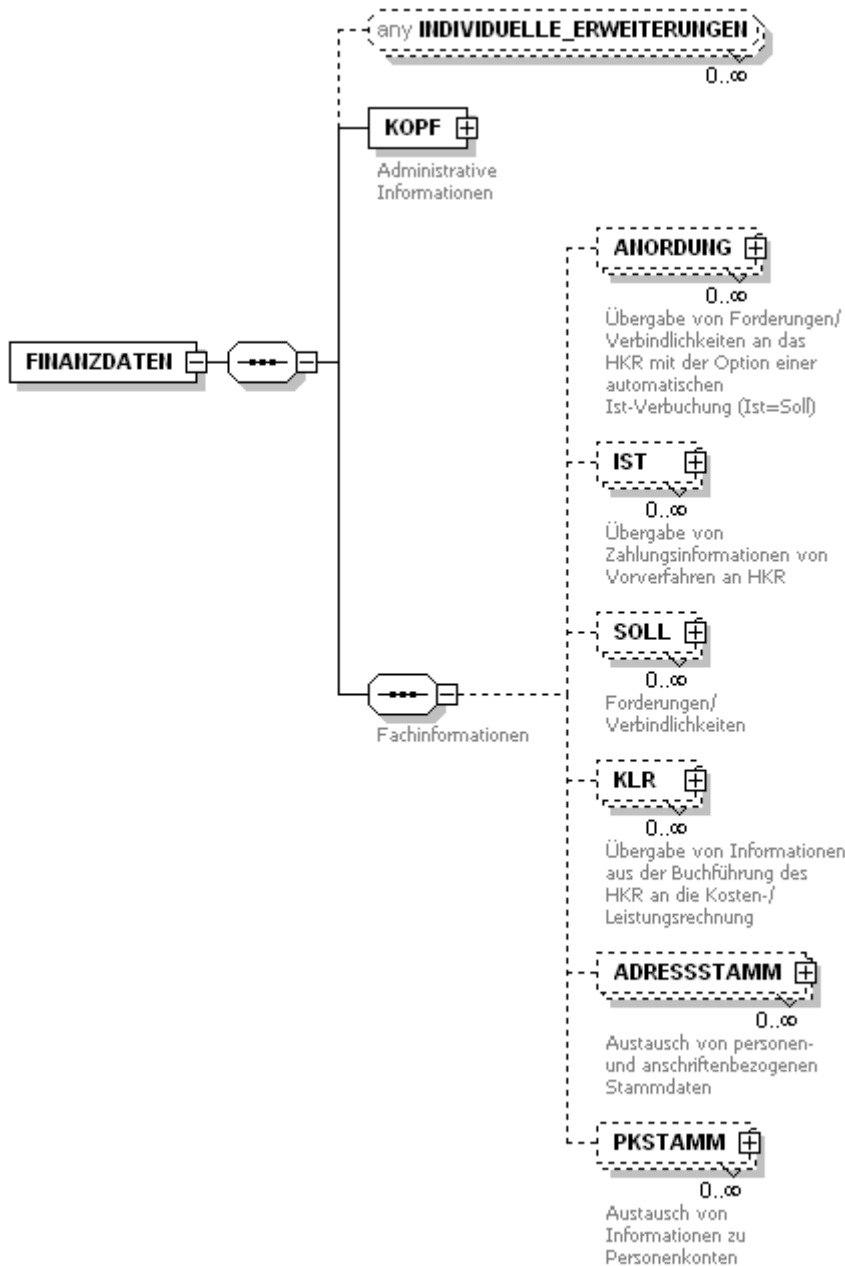 any INDIVIDUELLE_ERWEITERUNGEN
0..∞
KOPF
Administrative
Informationen
FINANZDATEN
Fachinformationen
ANORDUNG
0..∞
Übergabe von Forderungen/
Verbindlichkeiten an das
HKR mit der Option einer
automatischen
Ist-Verbuchung (Ist=Soll)
IST
0..∞
Übergabe von
Zahlungsinformationen von
Vorverfahren an HKR
SOLL
0..∞
Forderungen/
Verbindlichkeiten
KLR
0..∞
Übergabe von Informationen
aus der Buchführung des
HKR an die Kosten-/
Leistungsrechnung
ADRESSSTAMM
0..∞
Austausch von personen-
und anschriftenbezogenen
Stammdaten
PKSTAMM
0..∞
Austausch von
Informationen zu
Personenkonten